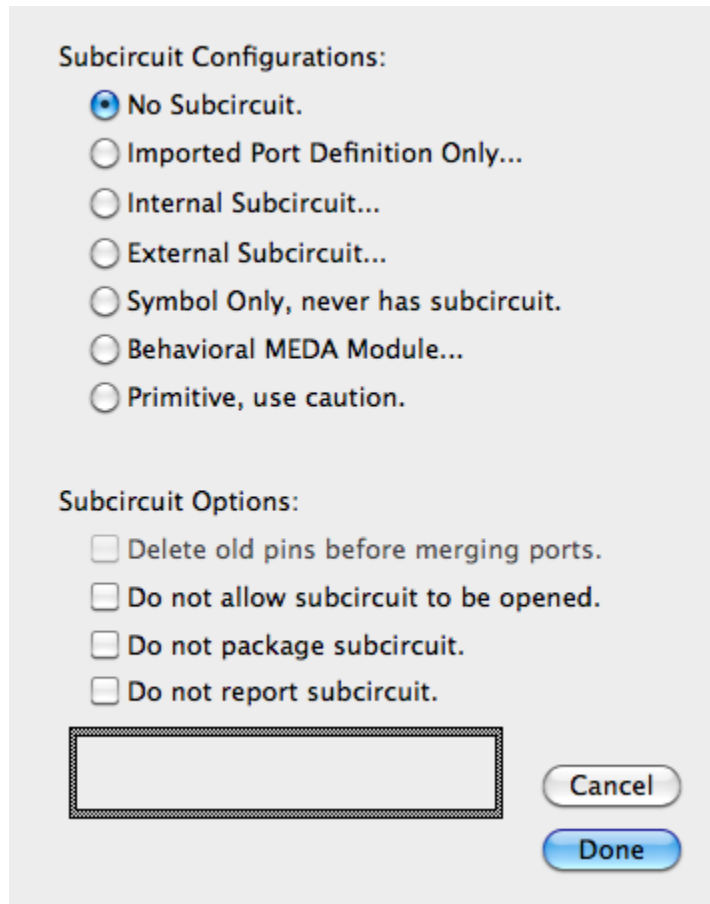 Subcircuit Configurations:
No Subcircuit.
Imported Port Definition Only...
Internal Subcircuit...
External Subcircuit...
Symbol Only, never has subcircuit.
Behavioral MEDA Module...
Primitive, use caution.
Subcircuit Options:
Delete old pins before merging ports.
Do not allow subcircuit to be opened.
Do not package subcircuit.
Do not report subcircuit.
Cancel
Done